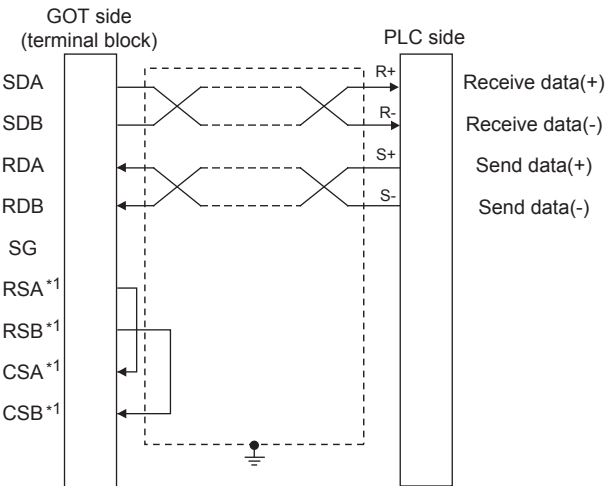 GOT side
(terminal block)
PLC side
SDA
R+
Receive data(+)
SDB
R-
Receive data(-)
RDA
S+
Send data(+)
RDB
S-
Send data(-)
SG
RSA*1
RSB*1
CSA*1
CSB*1